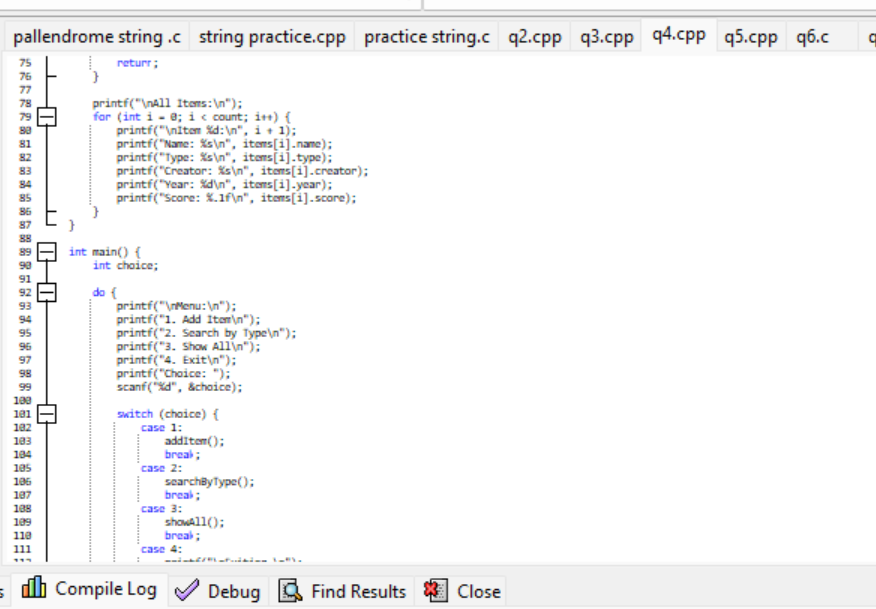 pallendrome string .c string practice.cpp practice string.c q2.cpp q3.cpp q4.cpp q5.cpp q6.c q
75 return;
76 }
77
78 printf("\nAll Items:\n");
79 for (int i = 0; i < count; i++) {
80 printf("\nItem %d:\n", i + 1);
81 printf("Name: %s\n", items[i].name);
82 printf("Type: %s\n", items[i].type);
83 printf("Creator: %s\n", items[i].creator);
84 printf("Year: %d\n", items[i].year);
85 printf("Score: %.1f\n", items[i].score);
86 }
87 }
88
89 int main() {
90 int choice;
91
92 do {
93 printf("\nMenu:\n");
94 printf("1. Add Item\n");
95 printf("2. Search by Type\n");
96 printf("3. Show All\n");
97 printf("4. Exit\n");
98 printf("Choice: ");
99 scanf("%d", &choice);
100
101 switch (choice) {
102 case 1:
103 addItem();
104 break;
105 case 2:
106 searchByType();
107 break;
108 case 3:
109 showAll();
110 break;
111 case 4:
s Compile Log Debug Find Results Close